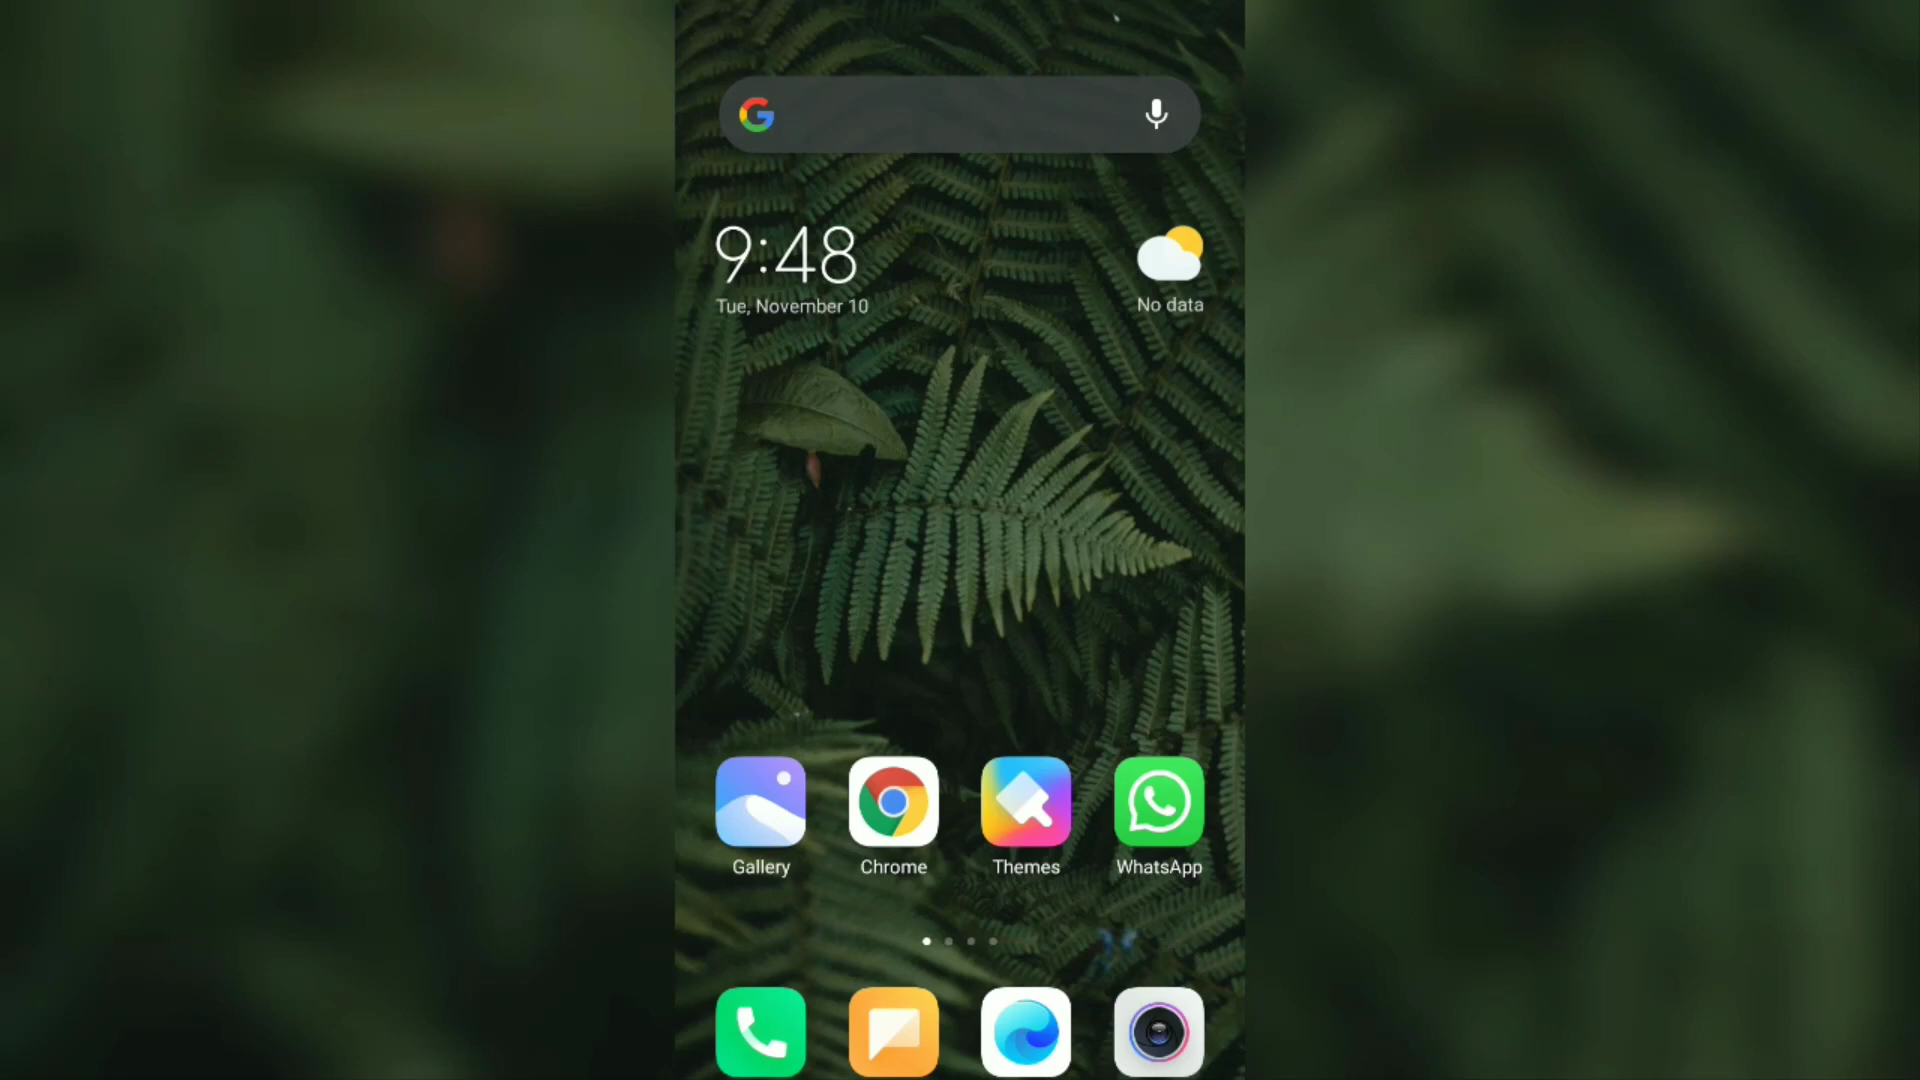 9:48
Tue, November 10
No data
Gallery
Chrome
Themes
WhatsApp